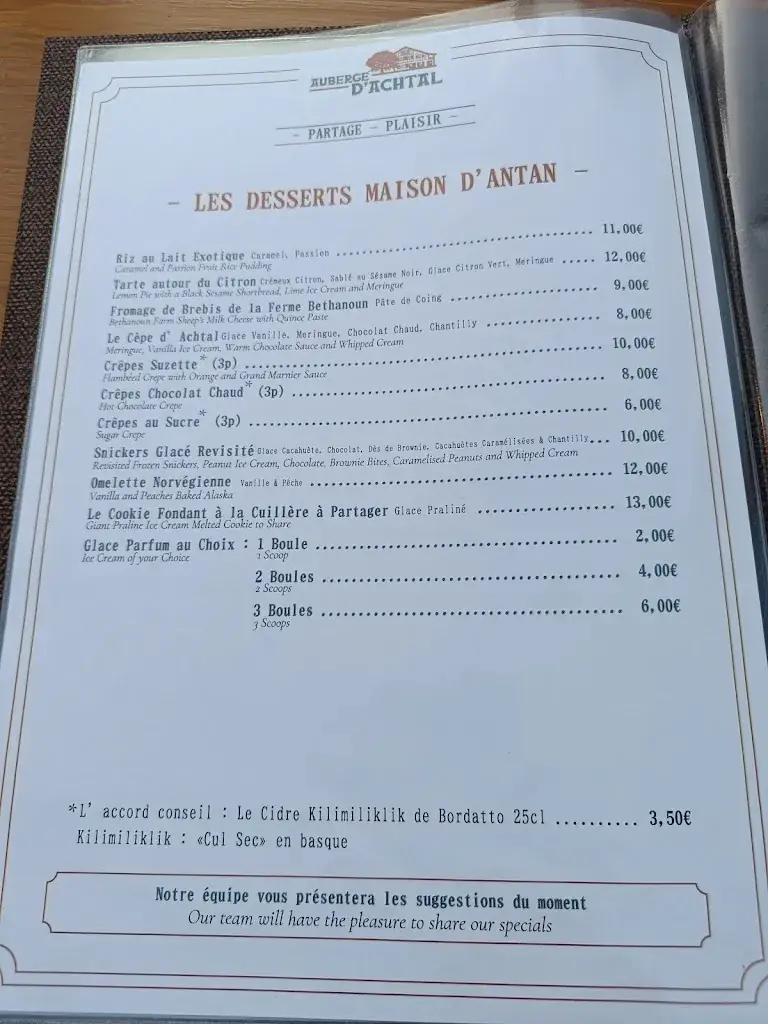 AUBERGE
D'ACHTAL
- PARTAGE - PLAISIR -
- LES DESSERTS MAISON D'ANTAN -
Riz au Lait Exotique Caramel, Passion ........................................ 11,00€
Caramel and Passion Fruit Rice Pudding
Tarte autour du Citron Crémeux Citron, Sablé au Sésame Noir, Glace Citron Vert, Meringue ..... 12,00€
Lemon Pie with a Black Sesame Shortbread, Lime Ice Cream and Meringue
Fromage de Brebis de la Ferme Bethanoun Pâte de Coing .................... 9,00€
Bethanoun Farm Sheep's Milk Cheese with Quince Paste
Le Cêpe d' Achtal Glace Vanille, Meringue, Chocolat Chaud, Chantilly ................ 8,00€
Meringue, Vanilla Ice Cream, Warm Chocolate Sauce and Whipped Cream
Crêpes Suzette* (3p) .................................................. 10,00€
Flambéed Crepe with Orange and Grand Marnier Sauce
Crêpes Chocolat Chaud* (3p) ............................................ 8,00€
Hot Chocolate Crepe
Crêpes au Sucre* (3p) .................................................. 6,00€
Sugar Crepe
Snickers Glacé Revisité Glace Cacahuète, Chocolat, Dés de Brownie, Cacahuètes Caramélisées & Chantilly... 10,00€
Revisited Frozen Snickers, Peanut Ice Cream, Chocolate, Brownie Bites, Caramelised Peanuts and Whipped Cream
Omelette Norvégienne Vanille & Pêche ........................................ 12,00€
Vanilla and Peaches Baked Alaska
Le Cookie Fondant à la Cuillère à Partager Glace Praliné .................. 13,00€
Giant Praline Ice Cream Melted Cookie to Share
Glace Parfum au Choix : 1 Boule ........................................ 2,00€
Ice Cream of your Choice 1 Scoop
2 Boules ........................................ 4,00€
2 Scoops
3 Boules ........................................ 6,00€
3 Scoops
*L' accord conseil : Le Cidre Kilimiliklik de Bordatto 25cl .......... 3,50€
Kilimiliklik : «Cul Sec» en basque
Notre équipe vous présentera les suggestions du moment
Our team will have the pleasure to share our specials